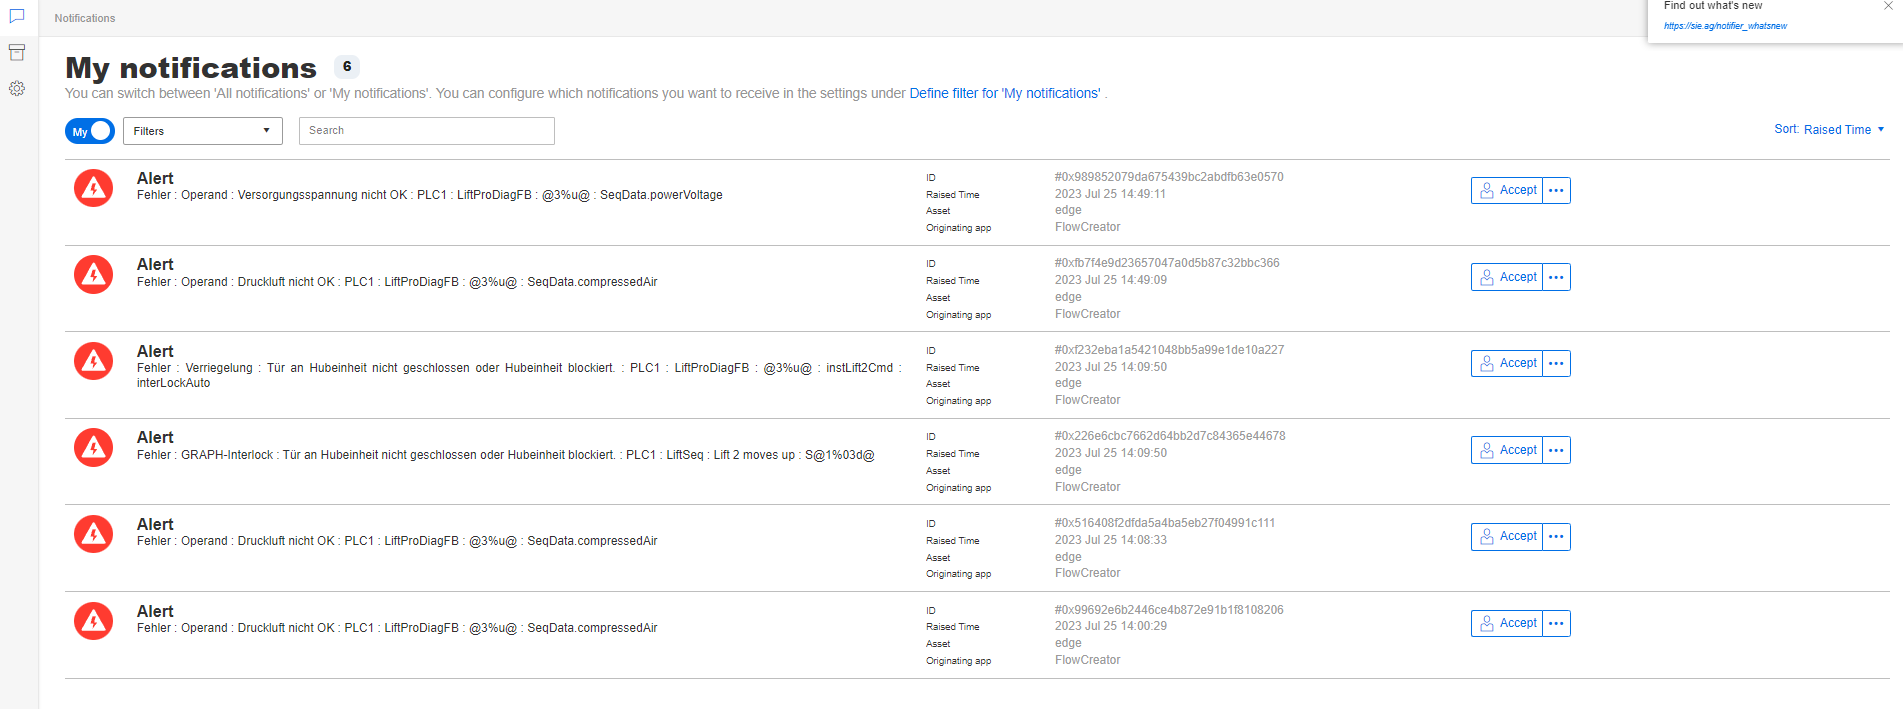 Notifications
Find out what's new
https://sie.ag/notifier_whatsnew
My notifications 6
You can switch between 'All notifications' or 'My notifications'. You can configure which notifications you want to receive in the settings under Define filter for 'My notifications' .
My Filters Search Sort: Raised Time
Alert
Fehler : Operand : Versorgungsspannung nicht OK : PLC1 : LiftProDiagFB : @3%u@ : SeqData.powerVoltage
ID #0x989852079da675439bc2abdfb63e0570
Raised Time 2023 Jul 25 14:49:11
Asset edge
Originating app FlowCreator
Accept
Alert
Fehler : Operand : Druckluft nicht OK : PLC1 : LiftProDiagFB : @3%u@ : SeqData.compressedAir
ID #0xfb7f4e9d23657047a0d5b87c32bbc366
Raised Time 2023 Jul 25 14:49:09
Asset edge
Originating app FlowCreator
Accept
Alert
Fehler : Verriegelung : Tür an Hubeinheit nicht geschlossen oder Hubeinheit blockiert. : PLC1 : LiftProDiagFB : @3%u@ : instLift2Cmd :
interLockAuto
ID #0xf232eba1a5421048bb5a99e1de10a227
Raised Time 2023 Jul 25 14:09:50
Asset edge
Originating app FlowCreator
Accept
Alert
Fehler : GRAPH-Interlock : Tür an Hubeinheit nicht geschlossen oder Hubeinheit blockiert. : PLC1 : LiftSeq : Lift 2 moves up : S@1%03d@
ID #0x226e6cbc7662d64bb2d7c84365e44678
Raised Time 2023 Jul 25 14:09:50
Asset edge
Originating app FlowCreator
Accept
Alert
Fehler : Operand : Druckluft nicht OK : PLC1 : LiftProDiagFB : @3%u@ : SeqData.compressedAir
ID #0x516408f2dfda5a4ba5eb27f04991c111
Raised Time 2023 Jul 25 14:08:33
Asset edge
Originating app FlowCreator
Accept
Alert
Fehler : Operand : Druckluft nicht OK : PLC1 : LiftProDiagFB : @3%u@ : SeqData.compressedAir
ID #0x99692e6b2446ce4b872e91b1f8108206
Raised Time 2023 Jul 25 14:00:29
Asset edge
Originating app FlowCreator
Accept